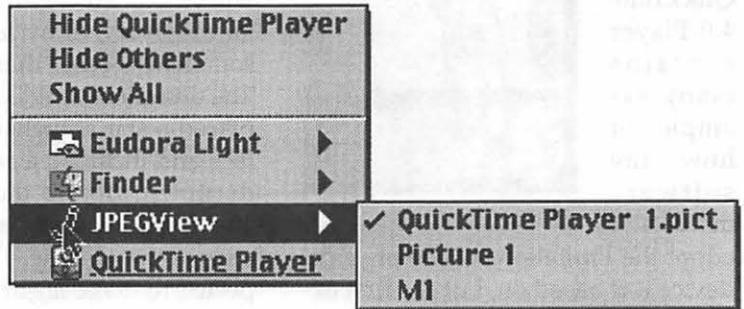 Hide QuickTime Player
Hide Others
Show All
Eudora Light
Finder
JPEGView
QuickTime Player
✓ QuickTime Player 1.pict
Picture 1
M1